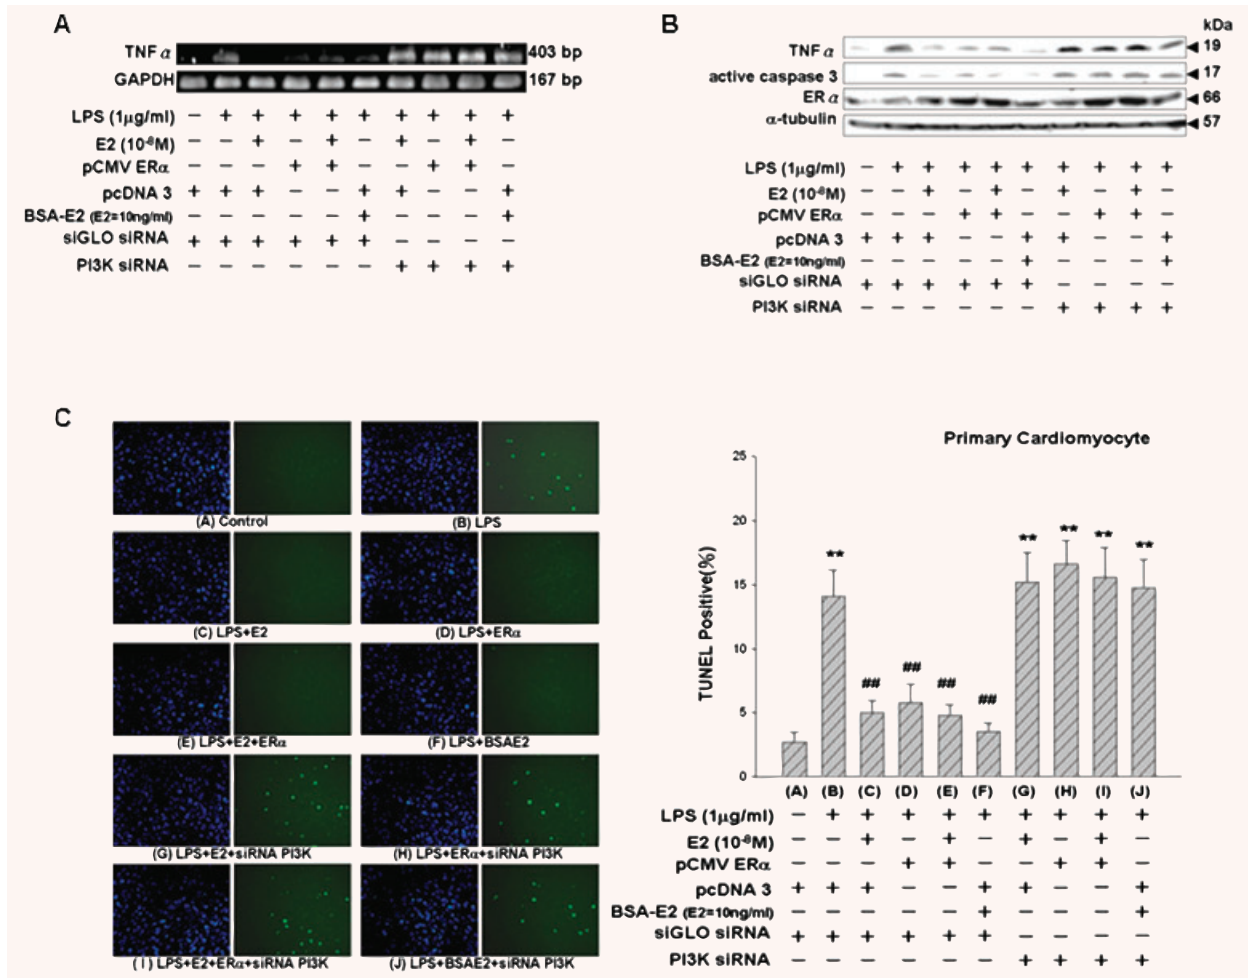 A
TNF α 403 bp
GAPDH 167 bp
LPS (1μg/ml) – + + + + + + + + +
E2 (10⁻⁸M) – – + – + – + – + –
pCMV ERα – – – + + – – + + –
pcDNA 3 + + + – – + + – – +
BSA-E2 (E2=10ng/ml) – – – – – + – – – +
siGLO siRNA + + + + + + – – – –
PI3K siRNA – – – – – – + + + +
B
kDa
TNF α 19
active caspase 3 17
ER α 66
α-tubulin 57
LPS (1μg/ml) – + + + + + + + + +
E2 (10⁻⁸M) – – + – + – + – + –
pCMV ERα – – – + + – – + + –
pcDNA 3 + + + – – + + – – +
BSA-E2 (E2=10ng/ml) – – – – – + – – – +
siGLO siRNA + + + + + + – – – –
PI3K siRNA – – – – – – + + + +
C
(A) Control (B) LPS
(C) LPS+E2 (D) LPS+ERα
(E) LPS+E2+ERα (F) LPS+BSAE2
(G) LPS+E2+siRNA PI3K (H) LPS+ERα+siRNA PI3K
(I) LPS+E2+ERα+siRNA PI3K (J) LPS+BSAE2+siRNA PI3K
Primary Cardiomyocyte
TUNEL Positive(%)
25
20
15
10
5
0
** ## ## ## ## ** ** ** **
(A) (B) (C) (D) (E) (F) (G) (H) (I) (J)
LPS (1μg/ml) – + + + + + + + + +
E2 (10⁻⁸M) – – + – + – + – + –
pCMV ERα – – – + + – – + + –
pcDNA 3 + + + – – + + – – +
BSA-E2 (E2=10ng/ml) – – – – – + – – – +
siGLO siRNA + + + + + + – – – –
PI3K siRNA – – – – – – + + + +